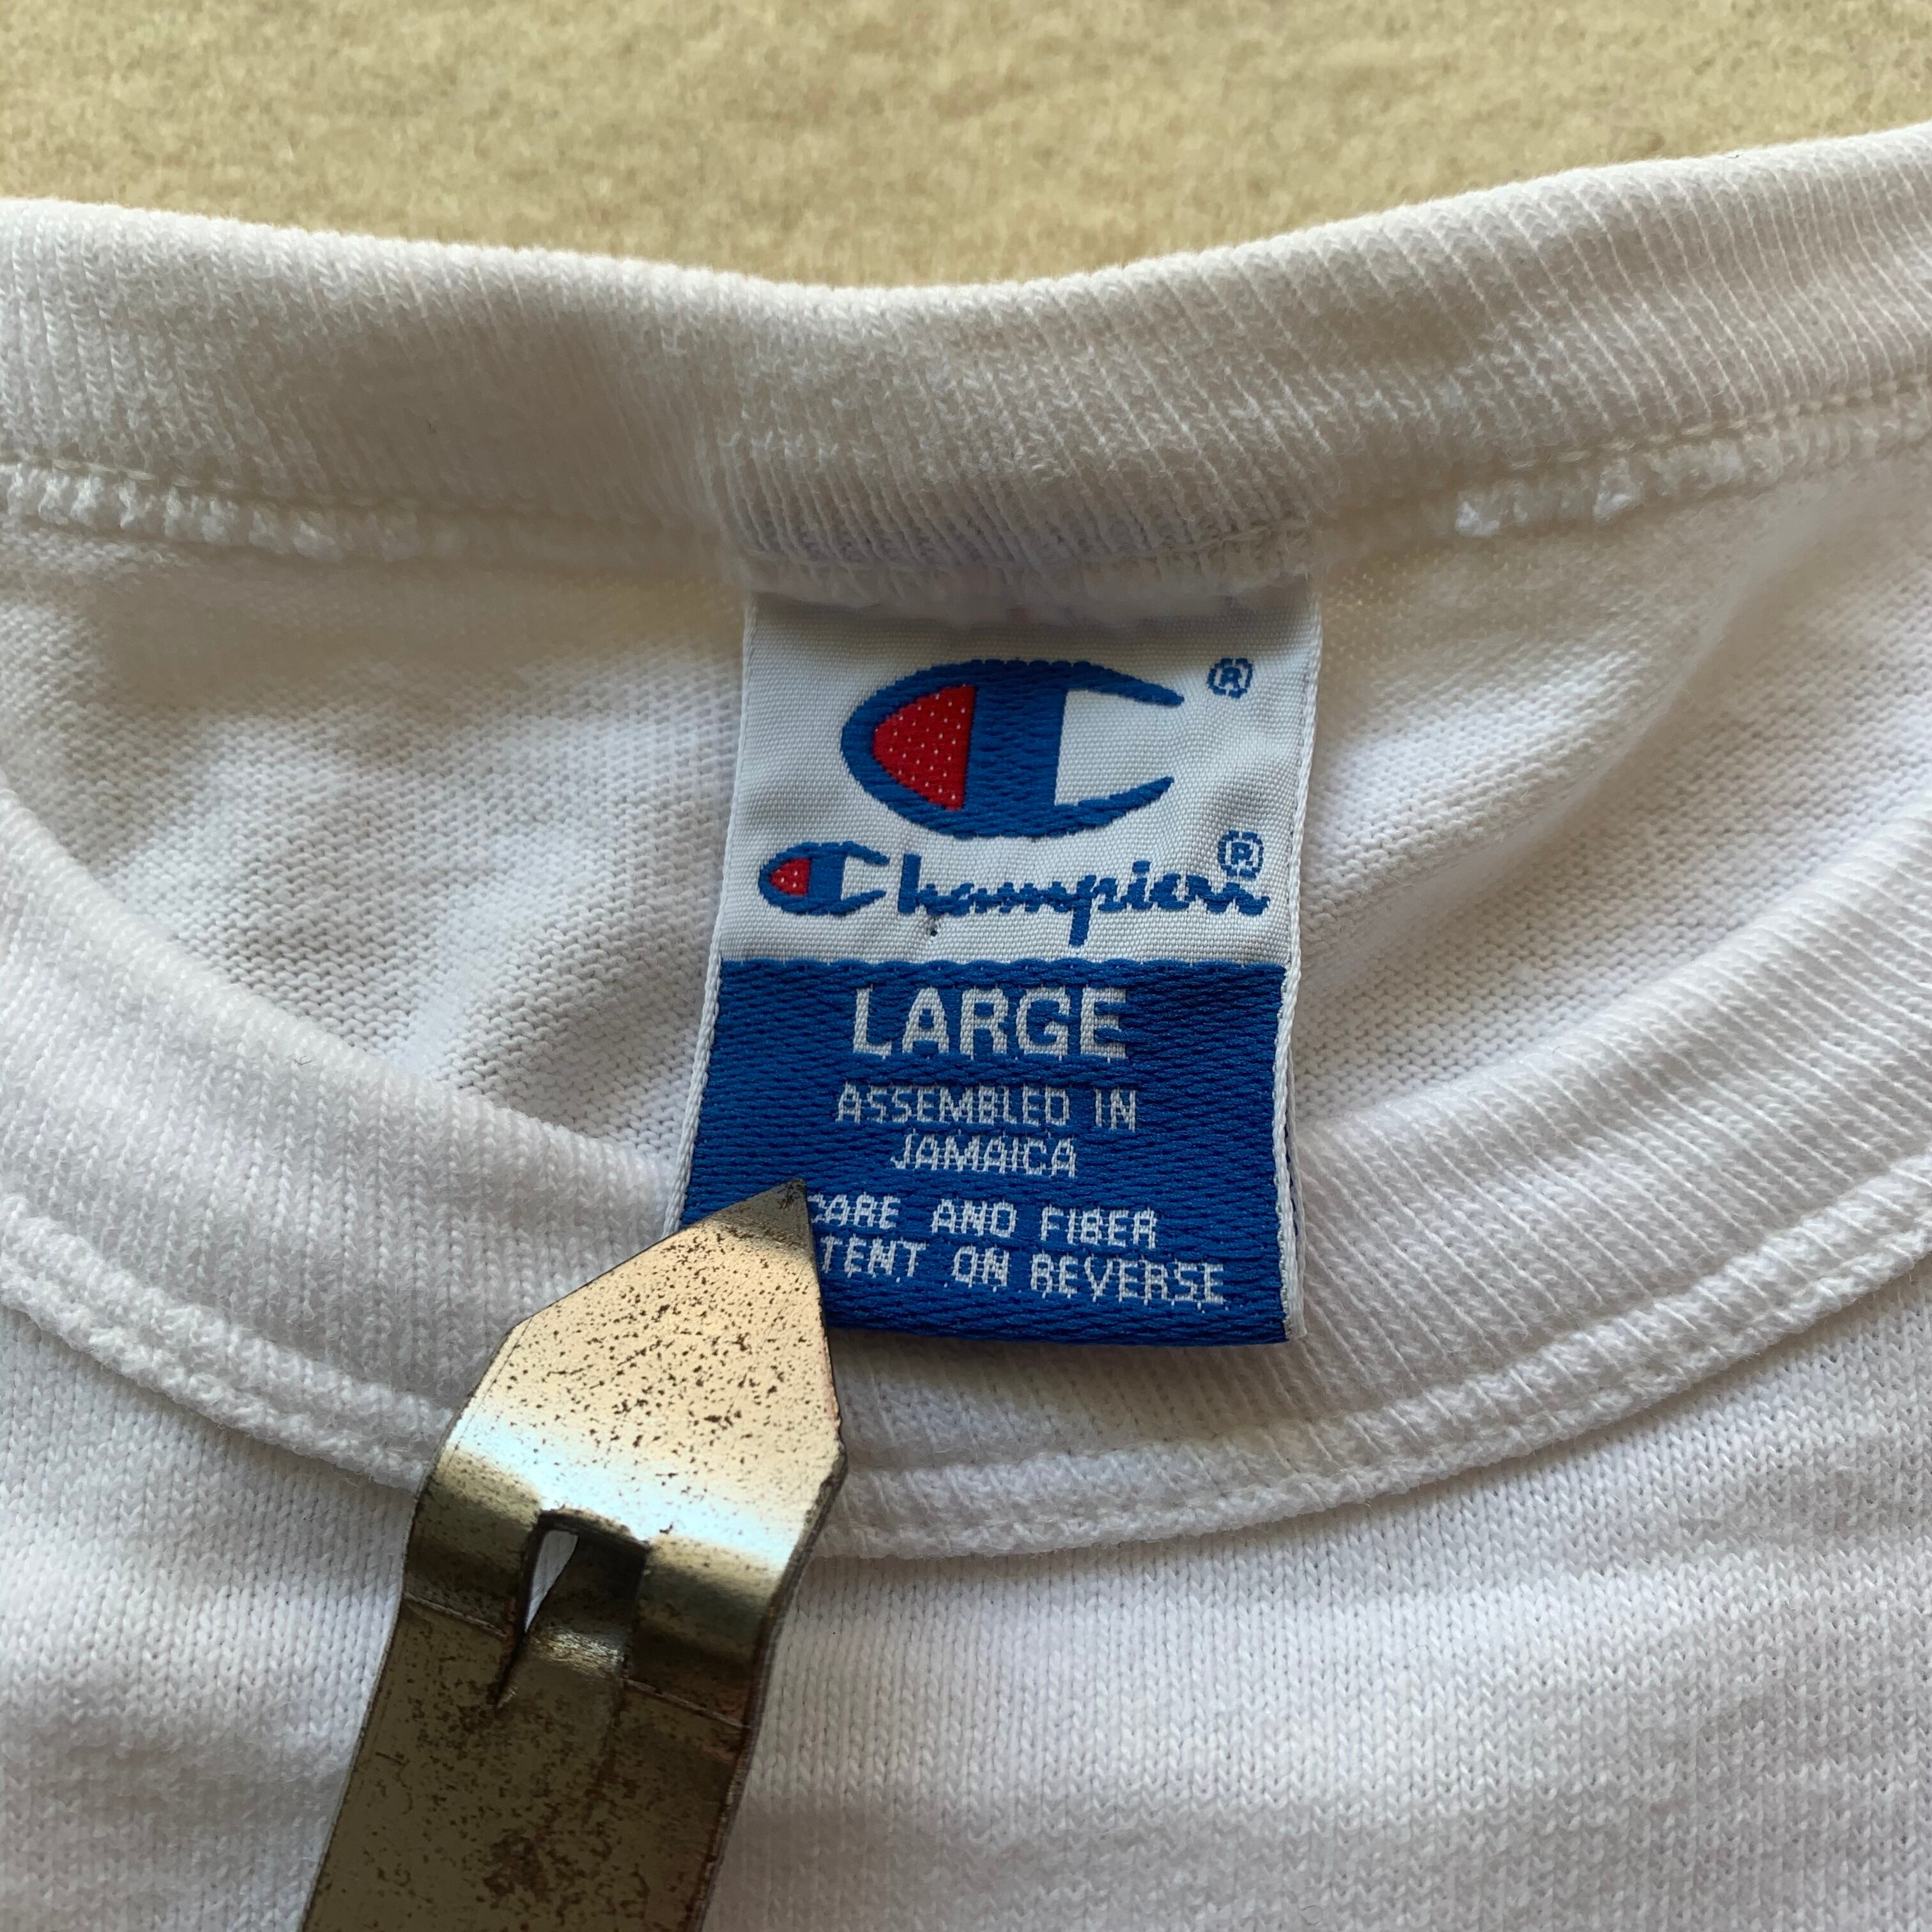 ®
Champion®
LARGE
ASSEMBLED IN
JAMAICA
CARE AND FIBER
TENT ON REVERSE